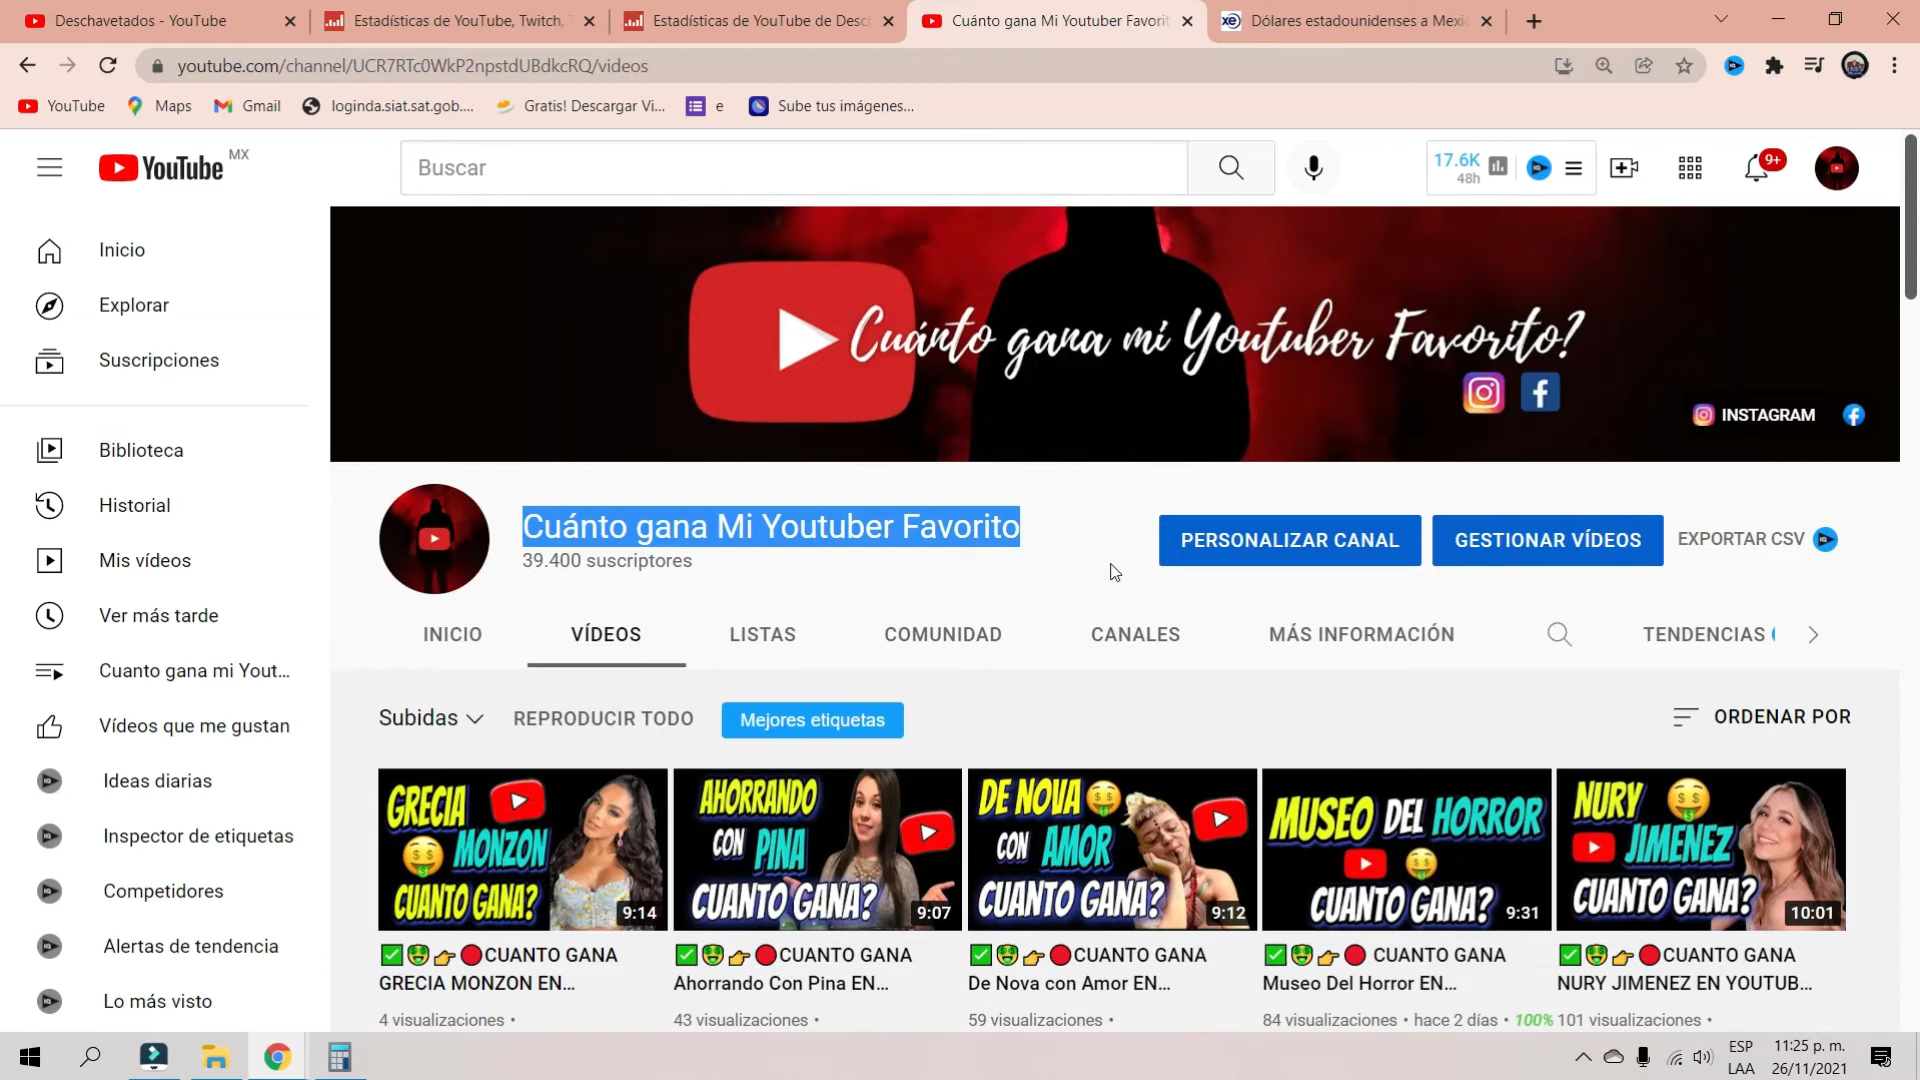 Deschavetados - YouTube
Estadísticas de YouTube, Twitch,
Estadísticas de YouTube de Desc
Cuánto gana Mi Youtuber Favorit
xe
Dólares estadounidenses a Mexic
youtube.com/channel/UCR7RTc0WkP2npstdUBdkcRQ/videos
YouTube
Maps
Gmail
loginda.siat.sat.gob....
Gratis! Descargar Vi...
e
Sube tus imágenes...
YouTube MX
Buscar
17.6K
48h
9+
Inicio
Explorar
Suscripciones
Biblioteca
Historial
Mis vídeos
Ver más tarde
Cuanto gana mi Yout...
Vídeos que me gustan
Ideas diarias
Inspector de etiquetas
Competidores
Alertas de tendencia
Lo más visto
Cuánto gana mi Youtuber Favorito?
INSTAGRAM
Cuánto gana Mi Youtuber Favorito
39.400 suscriptores
PERSONALIZAR CANAL
GESTIONAR VÍDEOS
EXPORTAR CSV
INICIO
VÍDEOS
LISTAS
COMUNIDAD
CANALES
MÁS INFORMACIÓN
TENDENCIAS
Subidas
REPRODUCIR TODO
Mejores etiquetas
ORDENAR POR
GRECIA
MONZON
CUANTO GANA?
9:14
✅🤑👉🔴CUANTO GANA
GRECIA MONZON EN...
4 visualizaciones •
AHORRANDO
CON PINA
CUANTO GANA?
9:07
✅🤑👉🔴CUANTO GANA
Ahorrando Con Pina EN...
43 visualizaciones •
DE NOVA
CON AMOR
CUANTO GANA?
9:12
✅🤑👉🔴CUANTO GANA
De Nova con Amor EN...
59 visualizaciones •
MUSEO DEL HORROR
CUANTO GANA?
9:31
✅🤑👉🔴 CUANTO GANA
Museo Del Horror EN...
84 visualizaciones • hace 2 días • 100%
NURY
JIMENEZ
CUANTO GANA?
10:01
✅🤑👉🔴CUANTO GANA
NURY JIMENEZ EN YOUTUB...
101 visualizaciones •
ESP
LAA
11:25 p. m.
26/11/2021